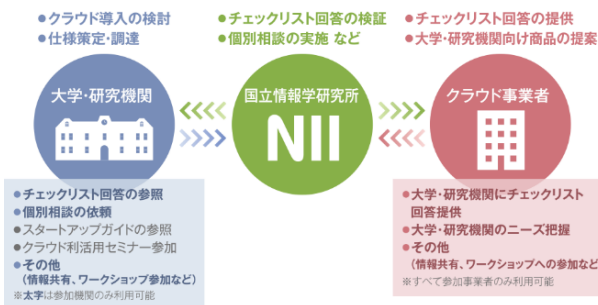 ●クラウド導入の検討
●仕様策定・調達
●チェックリスト回答の検証
●個別相談の実施 など
●チェックリスト回答の提供
●大学・研究機関向け商品の提案
大学・研究機関
国立情報学研究所
NII
クラウド事業者
●チェックリスト回答の参照
●個別相談の依頼
●スタートアップガイドの参照
●クラウド利活用セミナー参加
●その他
(情報共有、ワークショップ参加など)
※太字は参加機関のみ利用可能
●大学・研究機関にチェックリスト
回答提供
●大学・研究機関のニーズ把握
●その他
(情報共有、ワークショップへの参加など)
※すべて参加事業者のみ利用可能